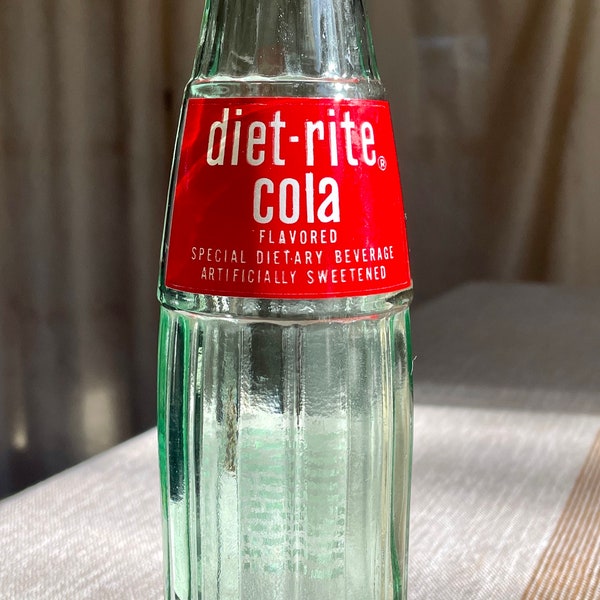 diet-rite®
cola
FLAVORED
SPECIAL DIETARY BEVERAGE
ARTIFICIALLY SWEETENED